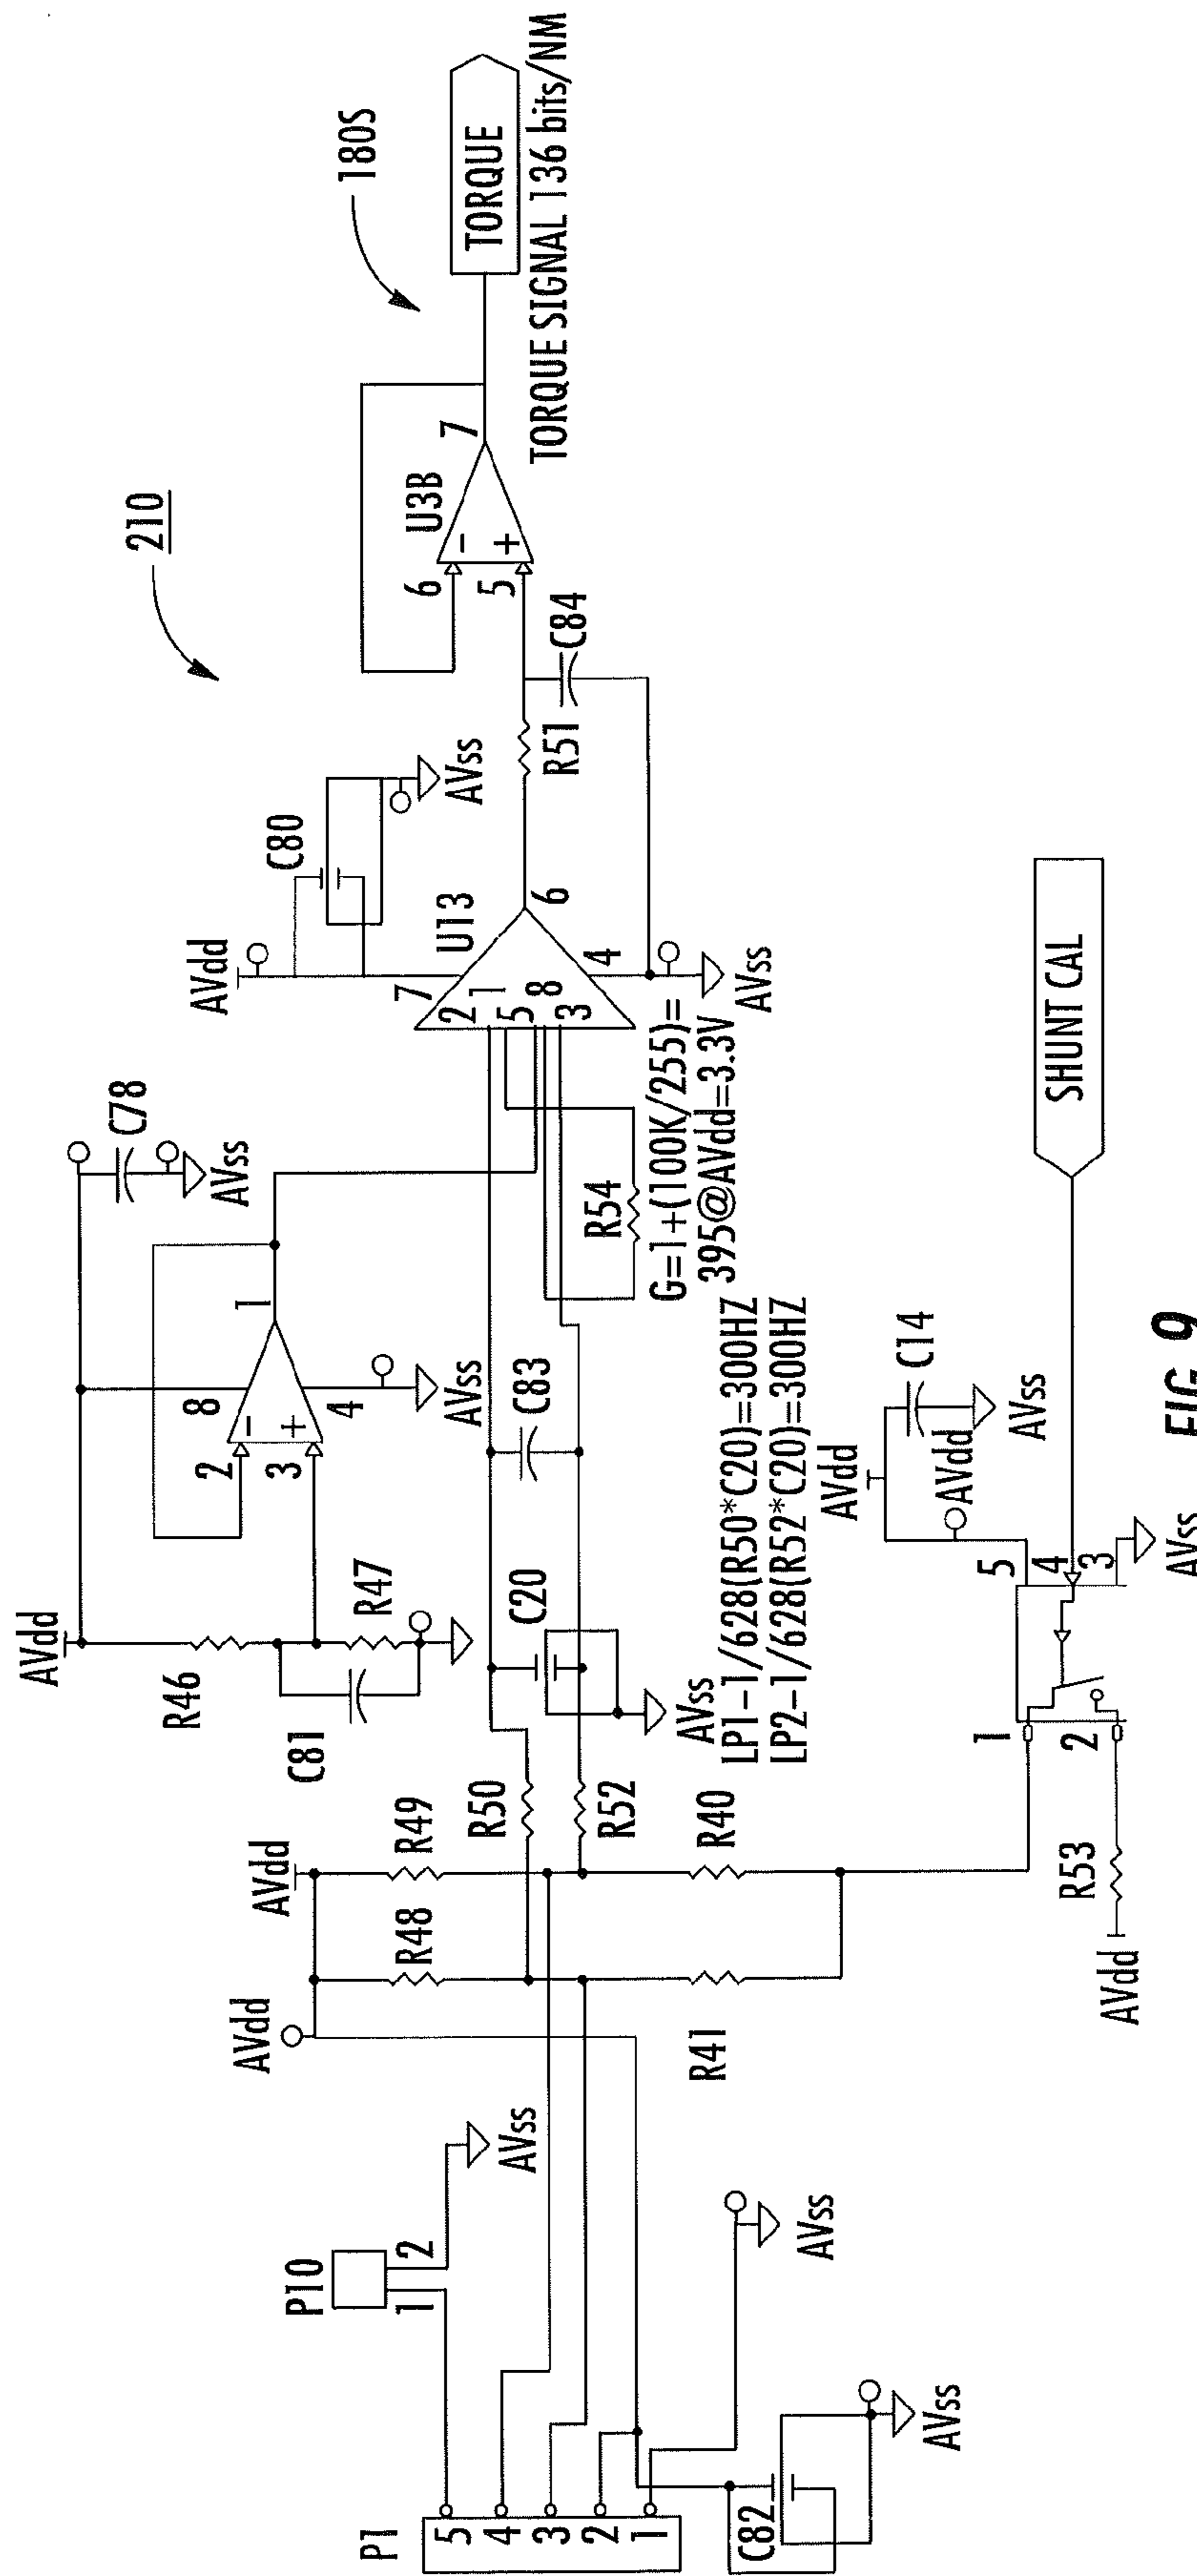 210
180S
TORQUE
TORQUE SIGNAL 136 bits/NM
U3B
7
6
5
−
+
C84
R51
C80
AVss
AVdd
U13
7
2
1
5
8
3
6
4
AVss
C78
AVss
1
8
2
3
−
+
4
AVss
AVdd
R46
R47
C81
C83
R54
G=1+(100K/255)=
395@AVdd=3.3V
C20
AVss
LP1-1/628(R50*C20)=300HZ
LP2-1/628(R52*C20)=300HZ
R50
R52
AVdd
R49
R48
AVdd
R40
R41
P10
1
2
AVss
P1
5
4
3
2
1
AVss
C82
AVss
SHUNT CAL
AVdd
C14
AVss
AVdd
5
4
3
1
2
AVss
R53
AVdd
FIG. 9